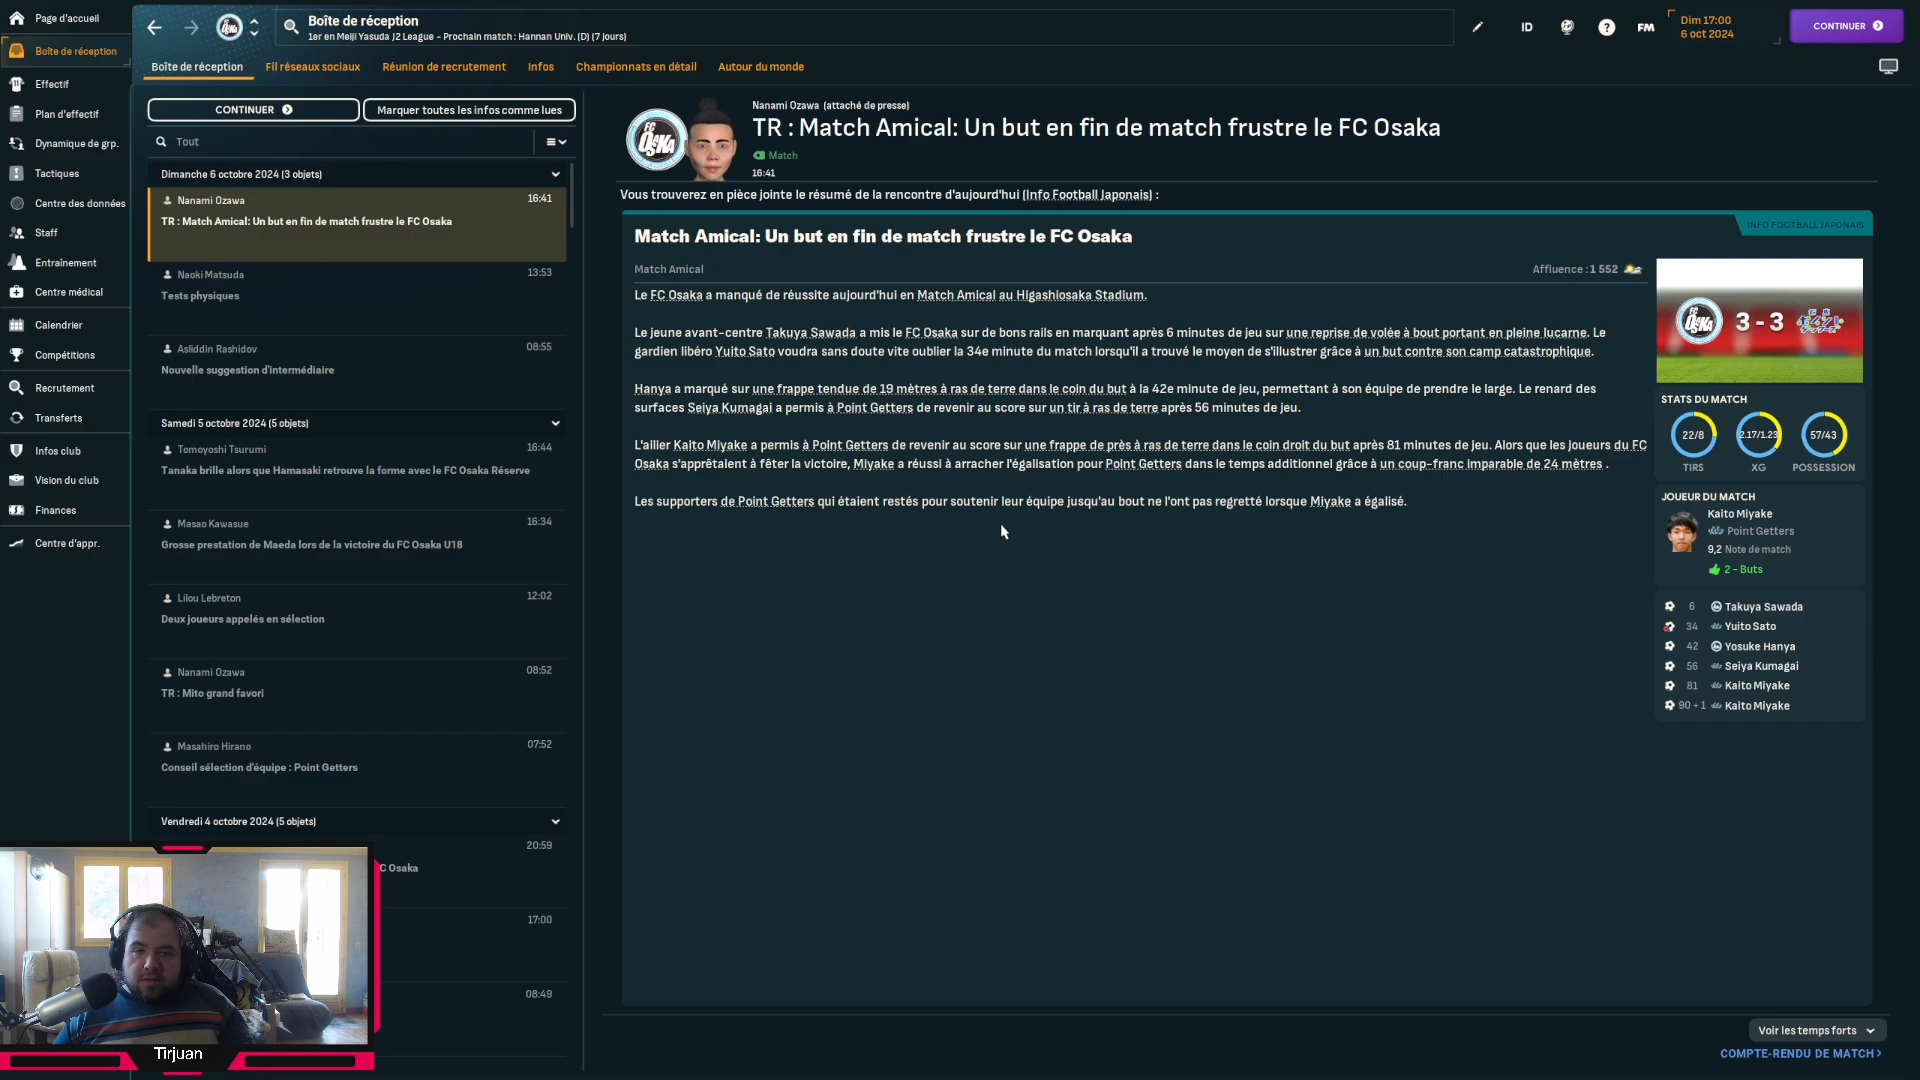 Page d'accueil
Boîte de réception
Effectif
Plan d'effectif
Dynamique de grp.
Tactiques
Centre des données
Staff
Entraînement
Centre médical
Calendrier
Compétitions
Recrutement
Transferts
Infos club
Vision du club
Finances
Centre d'appr.
Boîte de réception
1er en Meiji Yasuda J2 League - Prochain match : Hannan Univ. (D) (7 jours)
ID
FM
Dim 17:00
6 oct 2024
CONTINUER
Boîte de réception
Fil réseaux sociaux
Réunion de recrutement
Infos
Championnats en détail
Autour du monde
CONTINUER
Marquer toutes les infos comme lues
Tout
Dimanche 6 octobre 2024 (3 objets)
Nanami Ozawa 16:41
TR : Match Amical: Un but en fin de match frustre le FC Osaka
Naoki Matsuda 13:53
Tests physiques
Asliddin Rashidov 08:55
Nouvelle suggestion d'intermédiaire
Samedi 5 octobre 2024 (5 objets)
Tomoyoshi Tsurumi 16:44
Tanaka brille alors que Hamasaki retrouve la forme avec le FC Osaka Réserve
Masao Kawasue 16:34
Grosse prestation de Maeda lors de la victoire du FC Osaka U18
Lilou Lebreton 12:02
Deux joueurs appelés en sélection
Nanami Ozawa 08:52
TR : Mito grand favori
Masahiro Hirano 07:52
Conseil sélection d'équipe : Point Getters
Vendredi 4 octobre 2024 (5 objets)
20:59
C Osaka
17:00
08:49
Tirjuan
FC OSAKA
Nanami Ozawa (attaché de presse)
TR : Match Amical: Un but en fin de match frustre le FC Osaka
Match
16:41
Vous trouverez en pièce jointe le résumé de la rencontre d'aujourd'hui (Info Football Japonais) :
INFO FOOTBALL JAPONAIS
Match Amical: Un but en fin de match frustre le FC Osaka
Match Amical
Affluence : 1 552
Le FC Osaka a manqué de réussite aujourd'hui en Match Amical au Higashiosaka Stadium.
Le jeune avant-centre Takuya Sawada a mis le FC Osaka sur de bons rails en marquant après 6 minutes de jeu sur une reprise de volée à bout portant en pleine lucarne. Le
gardien libéro Yuito Sato voudra sans doute vite oublier la 34e minute du match lorsqu'il a trouvé le moyen de s'illustrer grâce à un but contre son camp catastrophique.
Hanya a marqué sur une frappe tendue de 19 mètres à ras de terre dans le coin du but à la 42e minute de jeu, permettant à son équipe de prendre le large. Le renard des
surfaces Seiya Kumagai a permis à Point Getters de revenir au score sur un tir à ras de terre après 56 minutes de jeu.
L'ailier Kaito Miyake a permis à Point Getters de revenir au score sur une frappe de près à ras de terre dans le coin droit du but après 81 minutes de jeu. Alors que les joueurs du FC
Osaka s'apprêtaient à fêter la victoire, Miyake a réussi à arracher l'égalisation pour Point Getters dans le temps additionnel grâce à un coup-franc imparable de 24 mètres .
Les supporters de Point Getters qui étaient restés pour soutenir leur équipe jusqu'au bout ne l'ont pas regretté lorsque Miyake a égalisé.
3 - 3
STATS DU MATCH
22/8
2.17/1.23
57/43
TIRS
XG
POSSESSION
JOUEUR DU MATCH
Kaito Miyake
Point Getters
9,2 Note de match
2 - Buts
6 Takuya Sawada
34 Yuito Sato
42 Yosuke Hanya
56 Seiya Kumagai
81 Kaito Miyake
90 + 1 Kaito Miyake
Voir les temps forts
COMPTE-RENDU DE MATCH